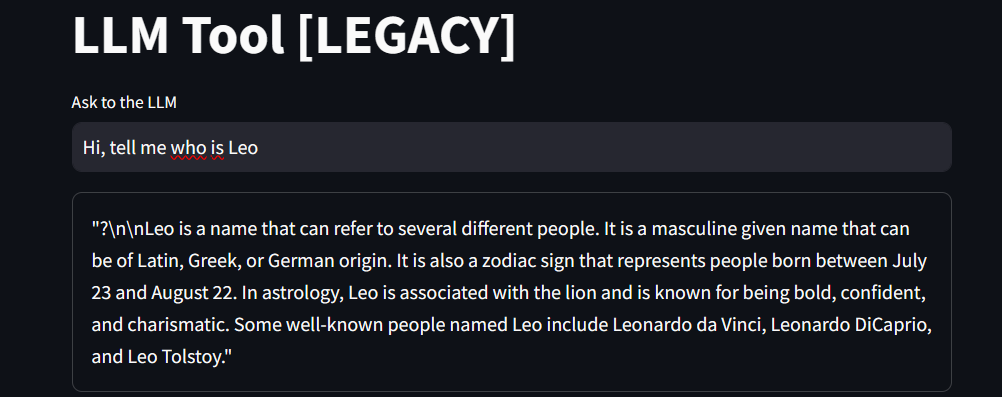 LLM Tool [LEGACY]
Ask to the LLM
Hi, tell me who is Leo
"?\n\nLeo is a name that can refer to several different people. It is a masculine given name that can
be of Latin, Greek, or German origin. It is also a zodiac sign that represents people born between July
23 and August 22. In astrology, Leo is associated with the lion and is known for being bold, confident,
and charismatic. Some well-known people named Leo include Leonardo da Vinci, Leonardo DiCaprio,
and Leo Tolstoy."